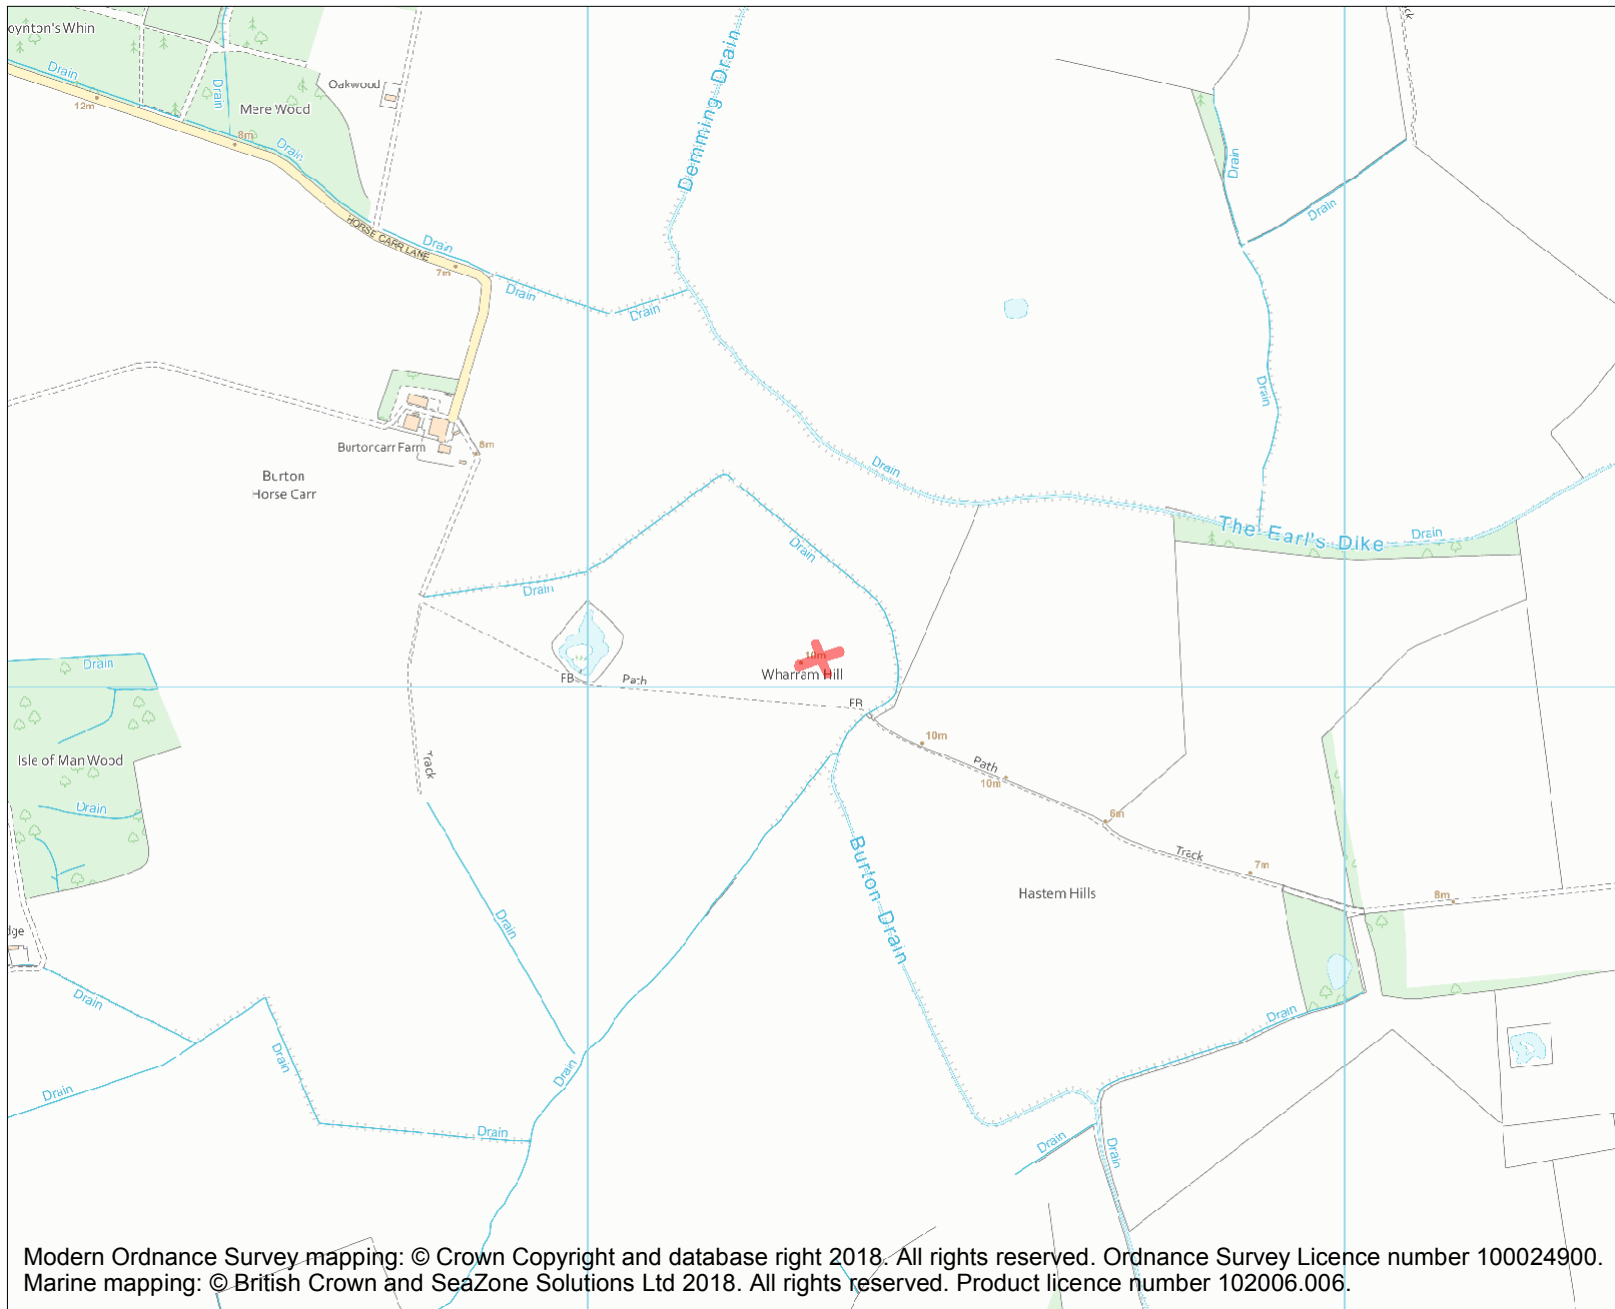 oynton's Whin
Drain
12m
Drain
Mere Wood
8m
Drain
Oakwood
HORSE CARR LANE
Drain
7m
Drain
Drain
Demming Drain
ck
Drain
Drain
Drain
Burtoncarr Farm
8m
Burton
Horse Carr
Drain
Drain
Drain
The Earl's Dike
Drain
10m
Wharram Hill
FB
Path
FB
Drain
Isle of Man Wood
Drain
Track
10m
Path
10m
6m
Track
7m
8m
Hastem Hills
Burton Drain
dge
Drain
Drain
Drain
Drain
Drain
Drain
Drain
Drain
Drain
Modern Ordnance Survey mapping: © Crown Copyright and database right 2018. All rights reserved. Ordnance Survey Licence number 100024900.
Marine mapping: © British Crown and SeaZone Solutions Ltd 2018. All rights reserved. Product licence number 102006.006.